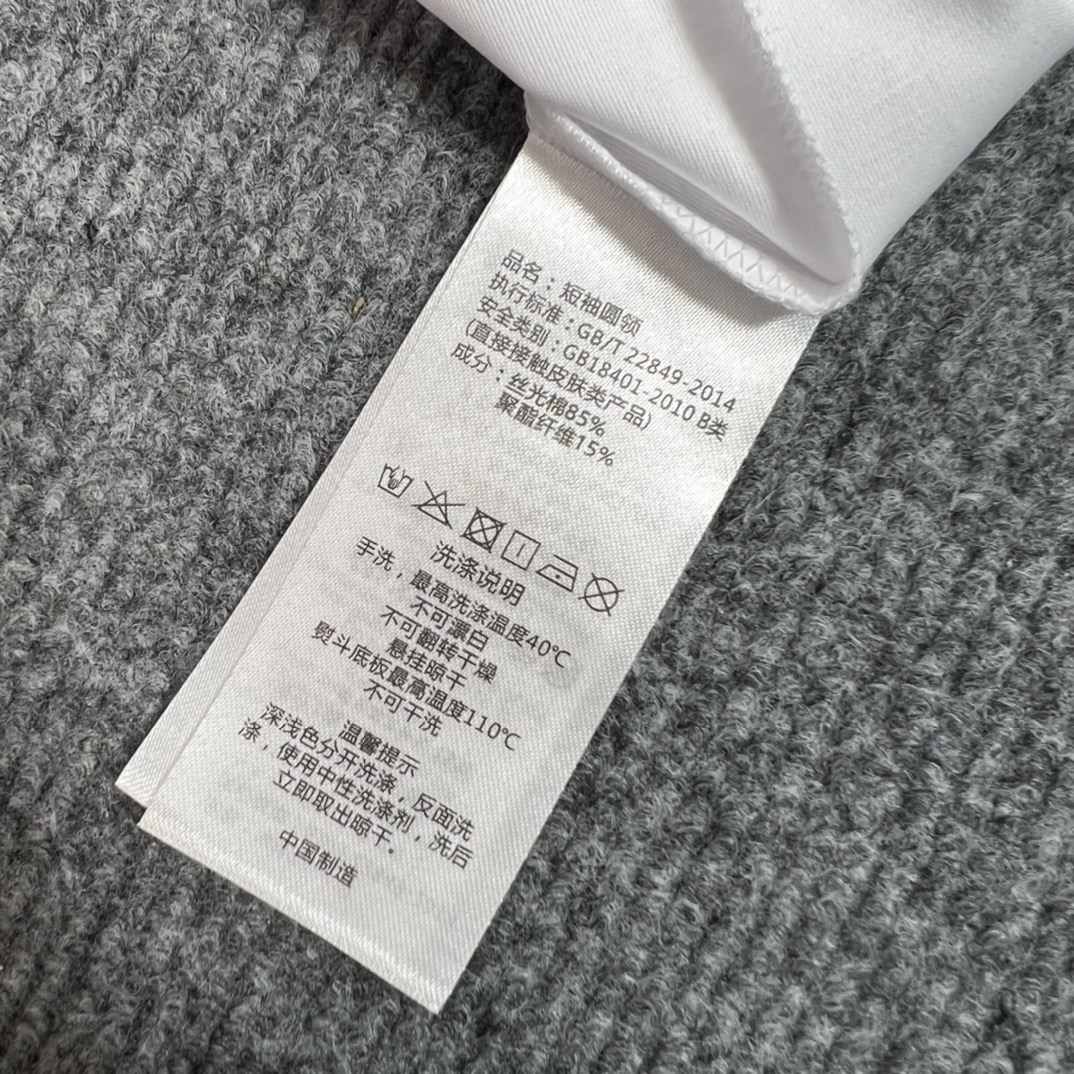 品名：短袖圆领
执行标准：GB/T 22849-2014
安全类别：GB18401-2010 B类
(直接接触皮肤类产品)
成分：丝光棉85%
聚酯纤维15%
洗涤说明
手洗，最高洗涤温度40℃
不可漂白
不可翻转干燥
悬挂晾干
熨斗底板最高温度110℃
不可干洗
温馨提示
深浅色分开洗涤，反面洗
涤，使用中性洗涤剂，洗后
立即取出晾干。
中国制造